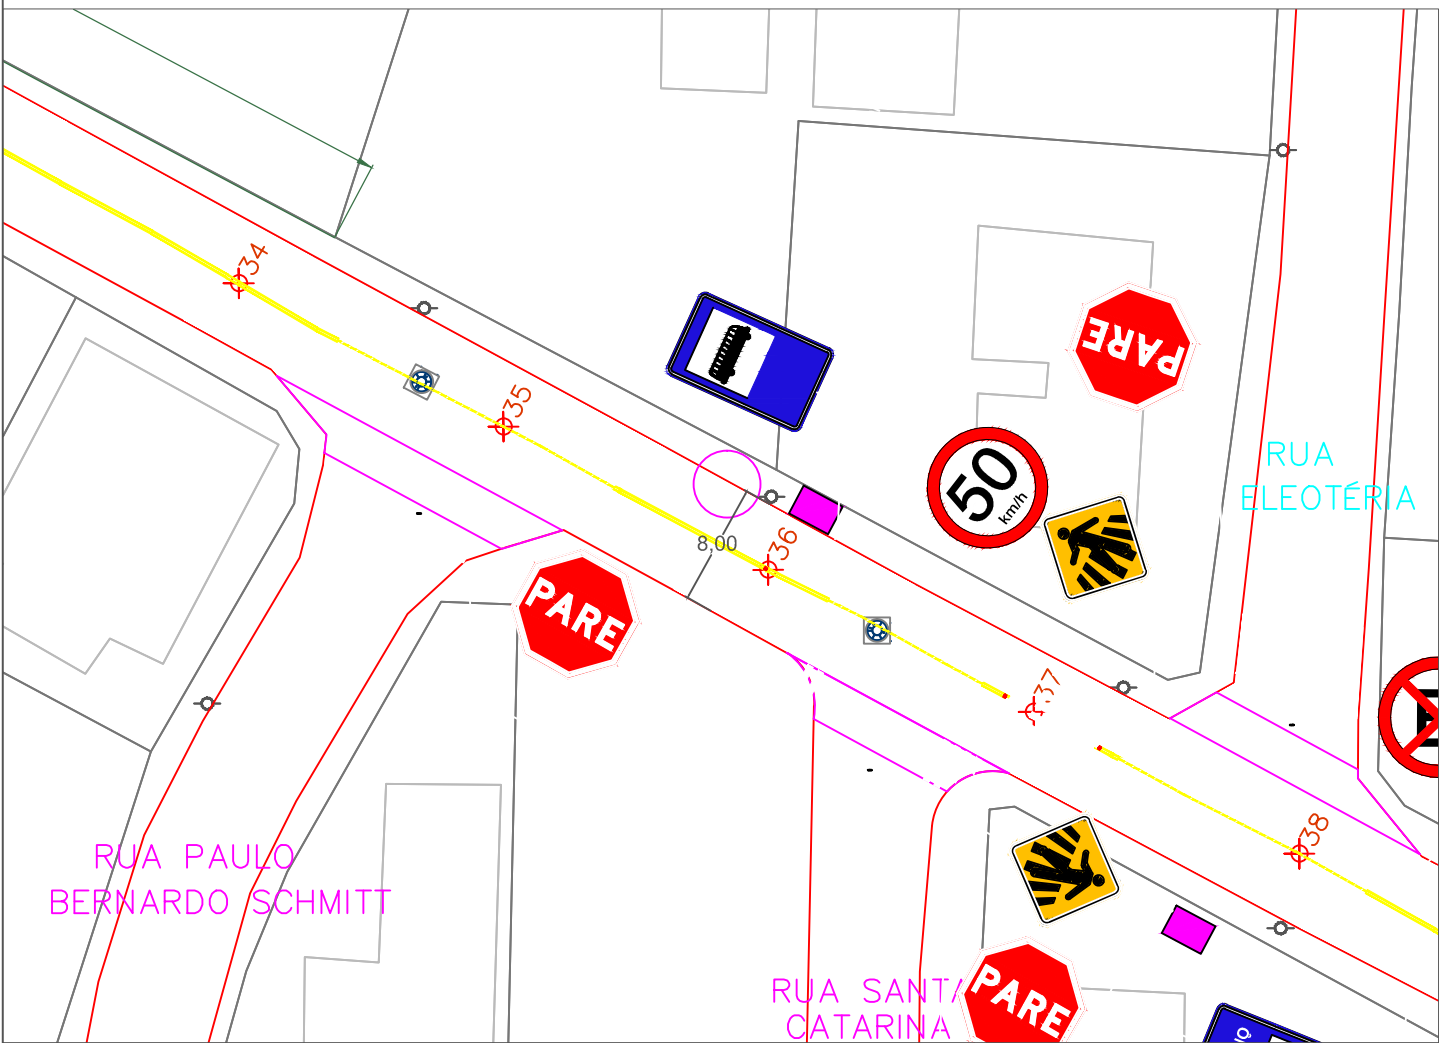 34
35
PARE
50
km/h
RUA
ELEOTÉRIA
8,00
36
PARE
37
38
RUA PAULO
BERNARDO SCHMITT
RUA SANTA
CATARINA
PARE